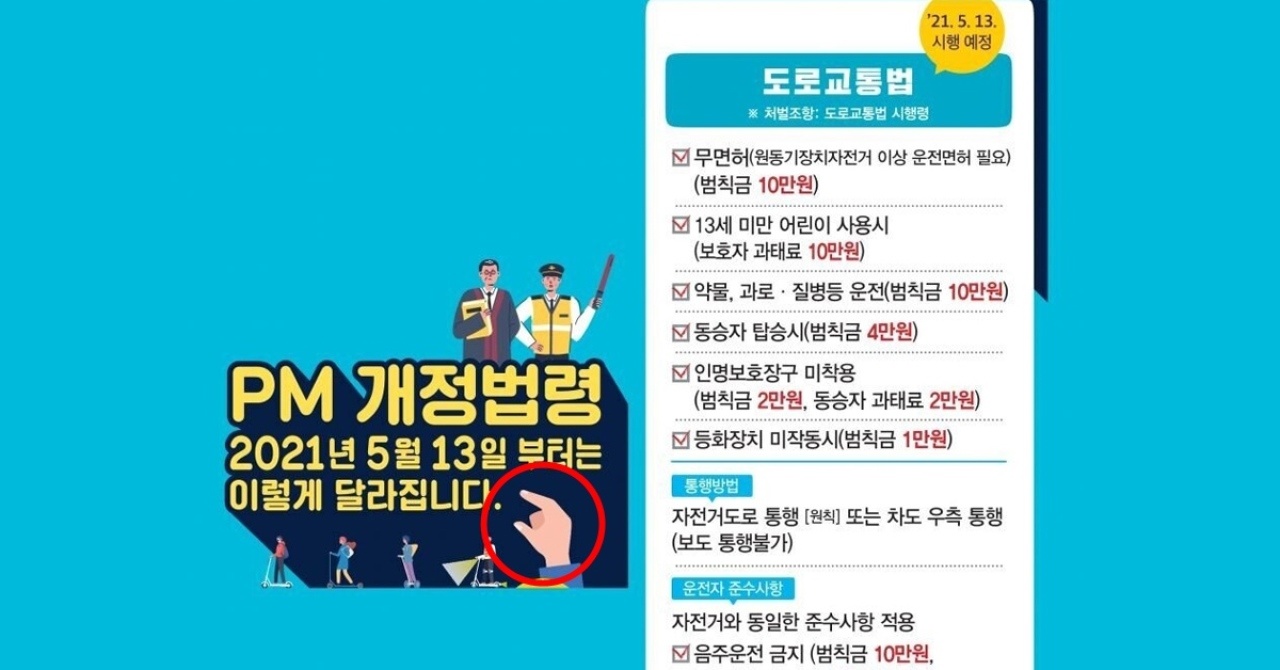 PM 개정법령
2021년 5월 13일 부터는
이렇게 달라집니다.
'21. 5. 13.
시행 예정
도로교통법
※ 처벌조항: 도로교통법 시행령
무면허(원동기장치자전거 이상 운전면허 필요)
(범칙금 10만원)
13세 미만 어린이 사용시
(보호자 과태료 10만원)
약물, 과로 · 질병등 운전(범칙금 10만원)
동승자 탑승시(범칙금 4만원)
인명보호장구 미착용
(범칙금 2만원, 동승자 과태료 2만원)
등화장치 미작동시(범칙금 1만원)
통행방법
자전거도로 통행 [원칙] 또는 차도 우측 통행
(보도 통행불가)
운전자 준수사항
자전거와 동일한 준수사항 적용
음주운전 금지 (범칙금 10만원,